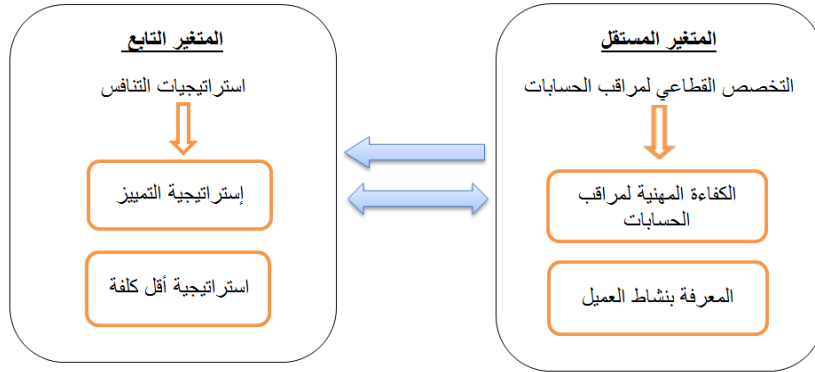 المتغير المستقل
التخصص القطاعي لمراقب الحسابات
الكفاءة المهنية لمراقب
الحسابات
المعرفة بنشاط العميل
المتغير التابع
استراتيجيات التنافس
إستراتيجية التمييز
استراتيجية أقل كلفة